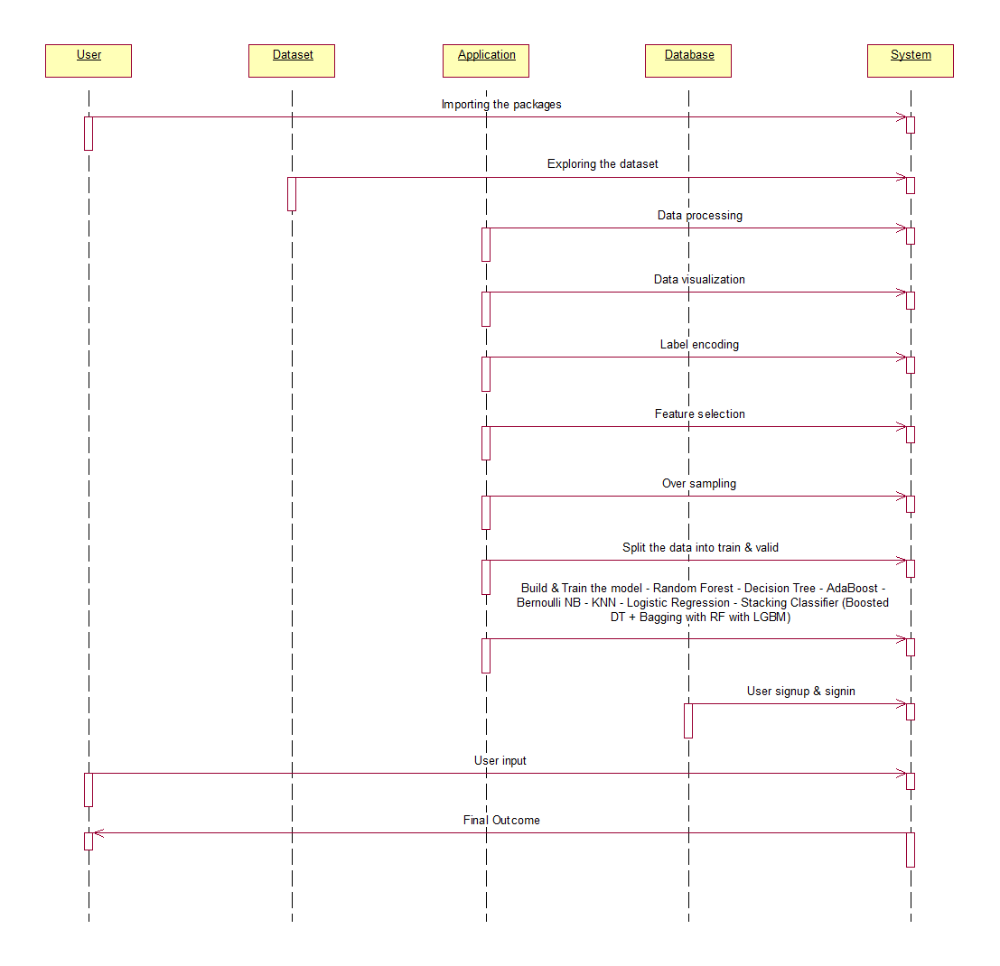 User
Dataset
Application
Database
System
Importing the packages
Exploring the dataset
Data processing
Data visualization
Label encoding
Feature selection
Over sampling
Split the data into train & valid
Build & Train the model - Random Forest - Decision Tree - AdaBoost -
Bernoulli NB - KNN - Logistic Regression - Stacking Classifier (Boosted
DT + Bagging with RF with LGBM)
User signup & signin
User input
Final Outcome